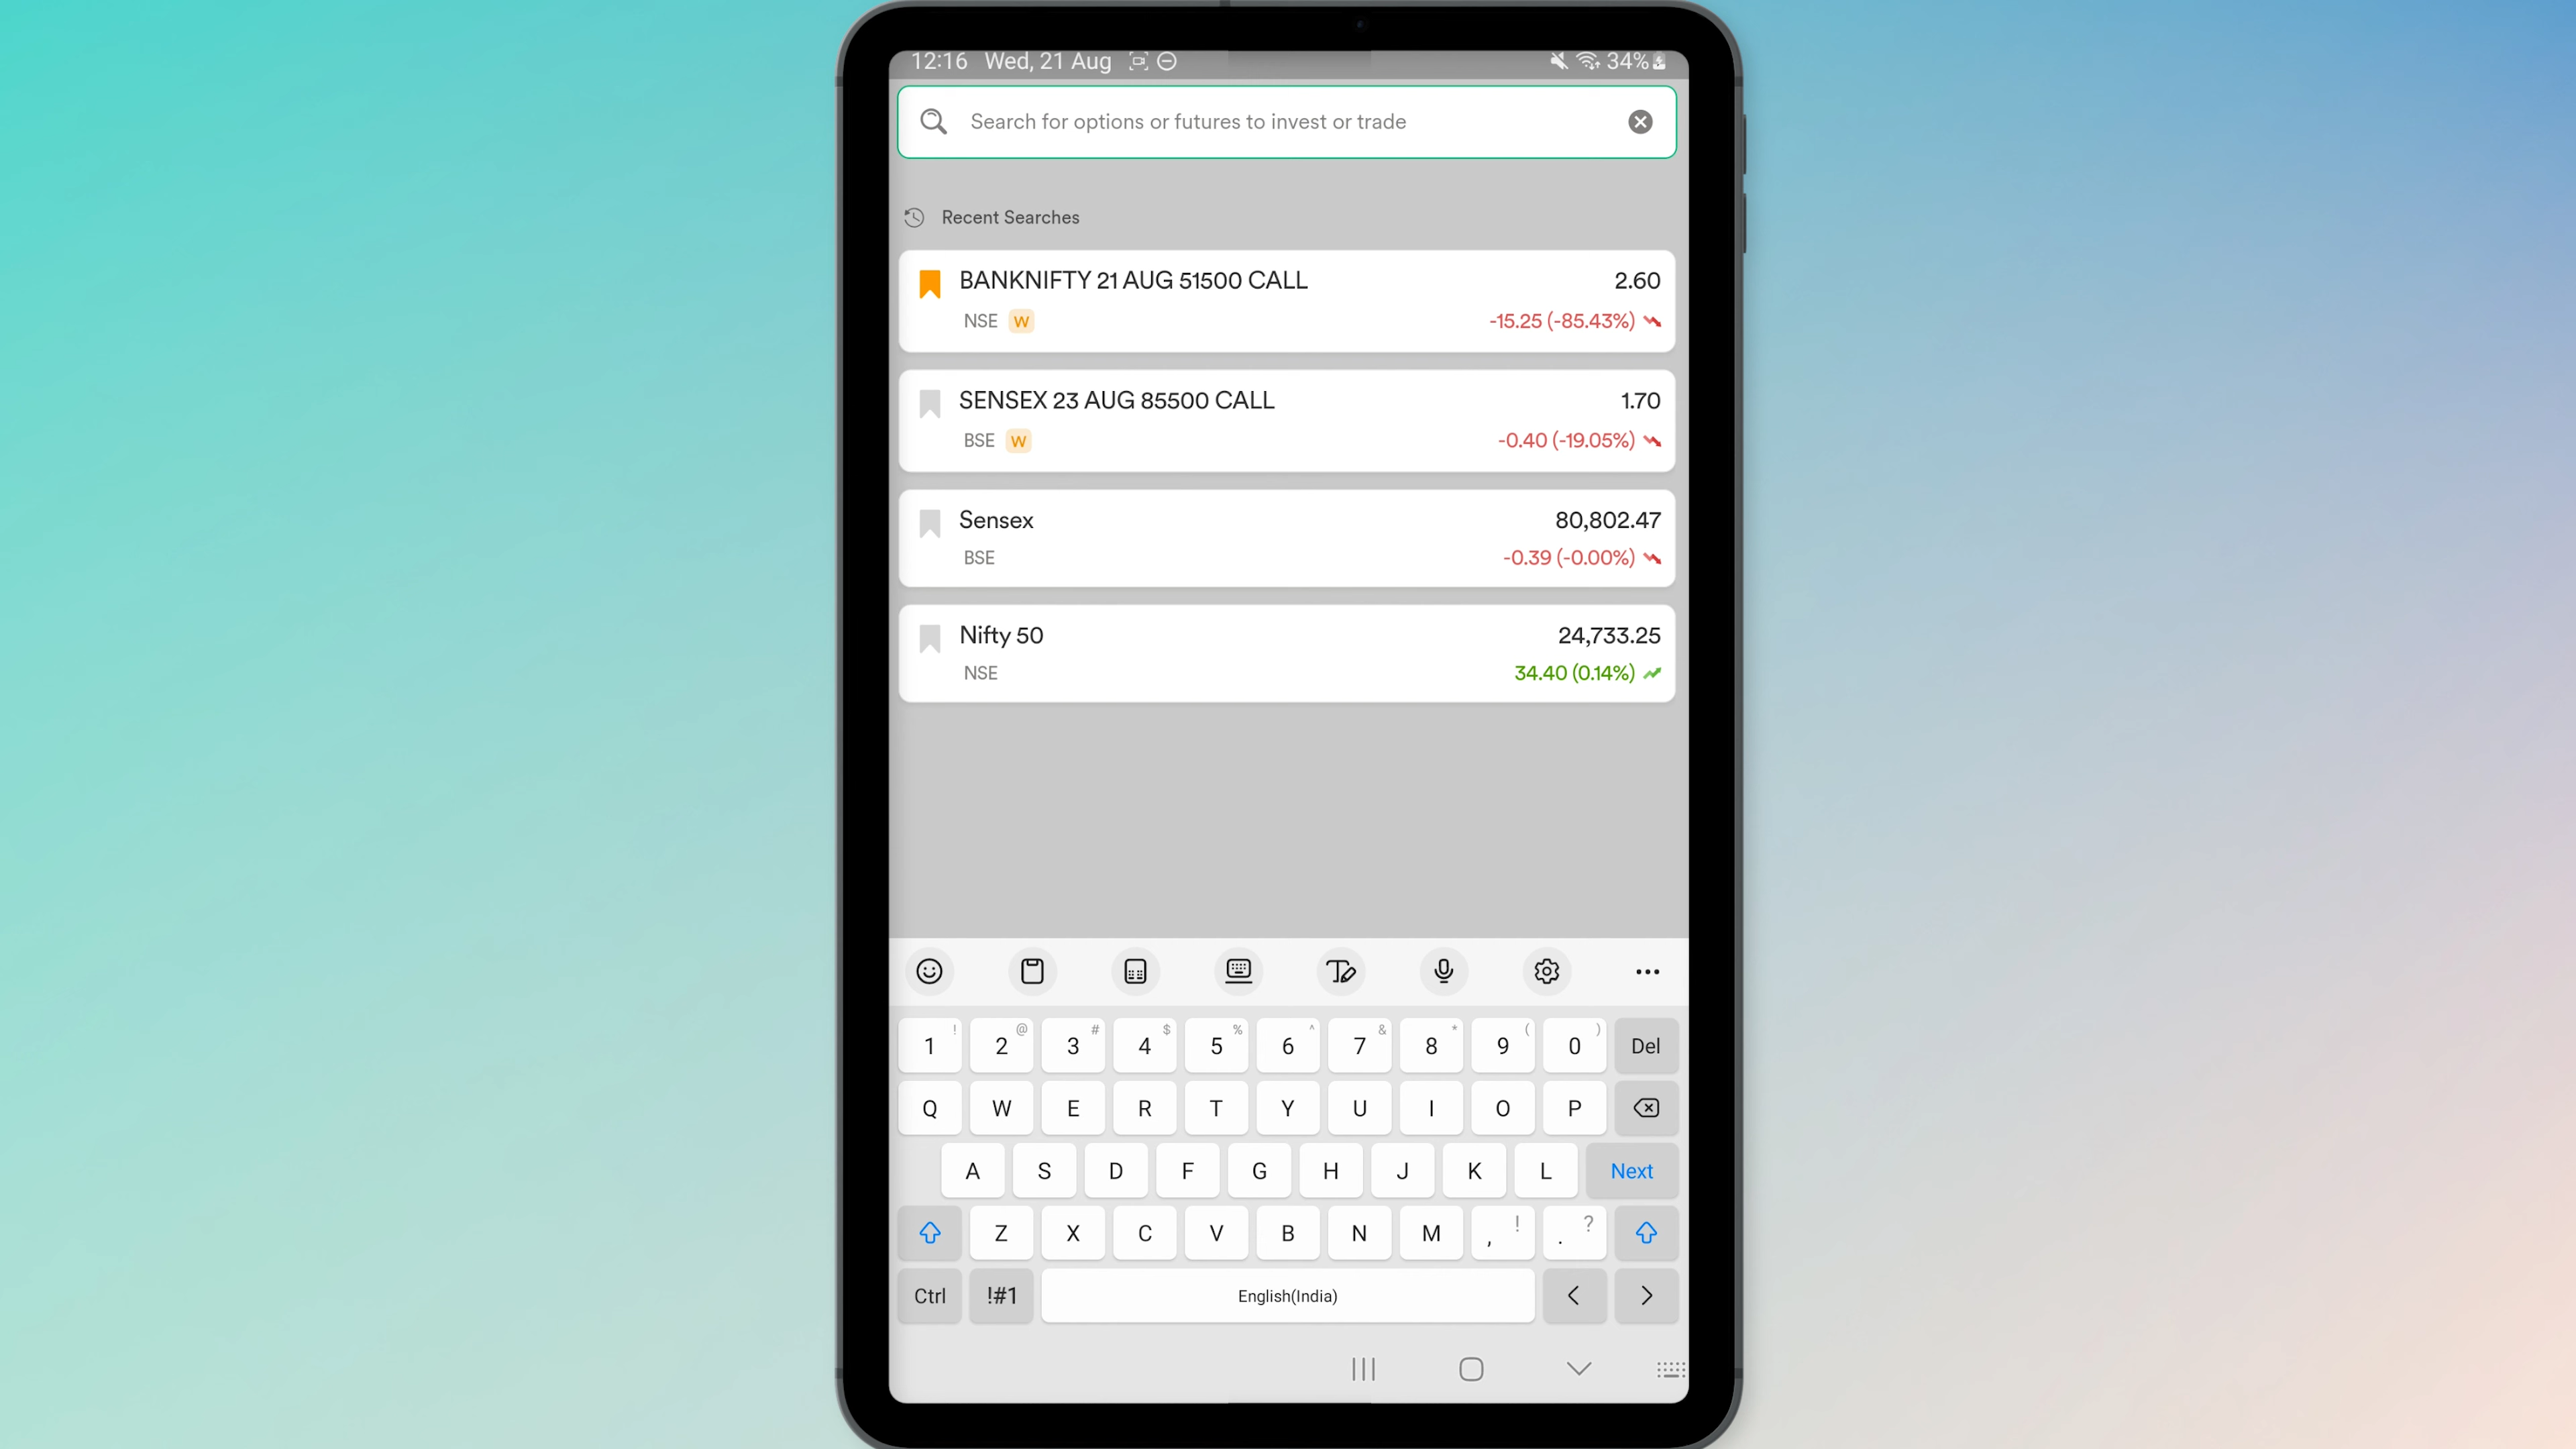 12:16 Wed, 21 Aug 34%
Search for options or futures to invest or trade
Recent Searches
BANKNIFTY 21 AUG 51500 CALL 2.60
NSE W -15.25 (-85.43%)
SENSEX 23 AUG 85500 CALL 1.70
BSE W -0.40 (-19.05%)
Sensex 80,802.47
BSE -0.39 (-0.00%)
Nifty 50 24,733.25
NSE 34.40 (0.14%)
! @ # $ % ^ & * ( )
1 2 3 4 5 6 7 8 9 0 Del
Q W E R T Y U I O P
A S D F G H J K L Next
Z X C V B N M , ! . ?
Ctrl !#1 English(India) < >